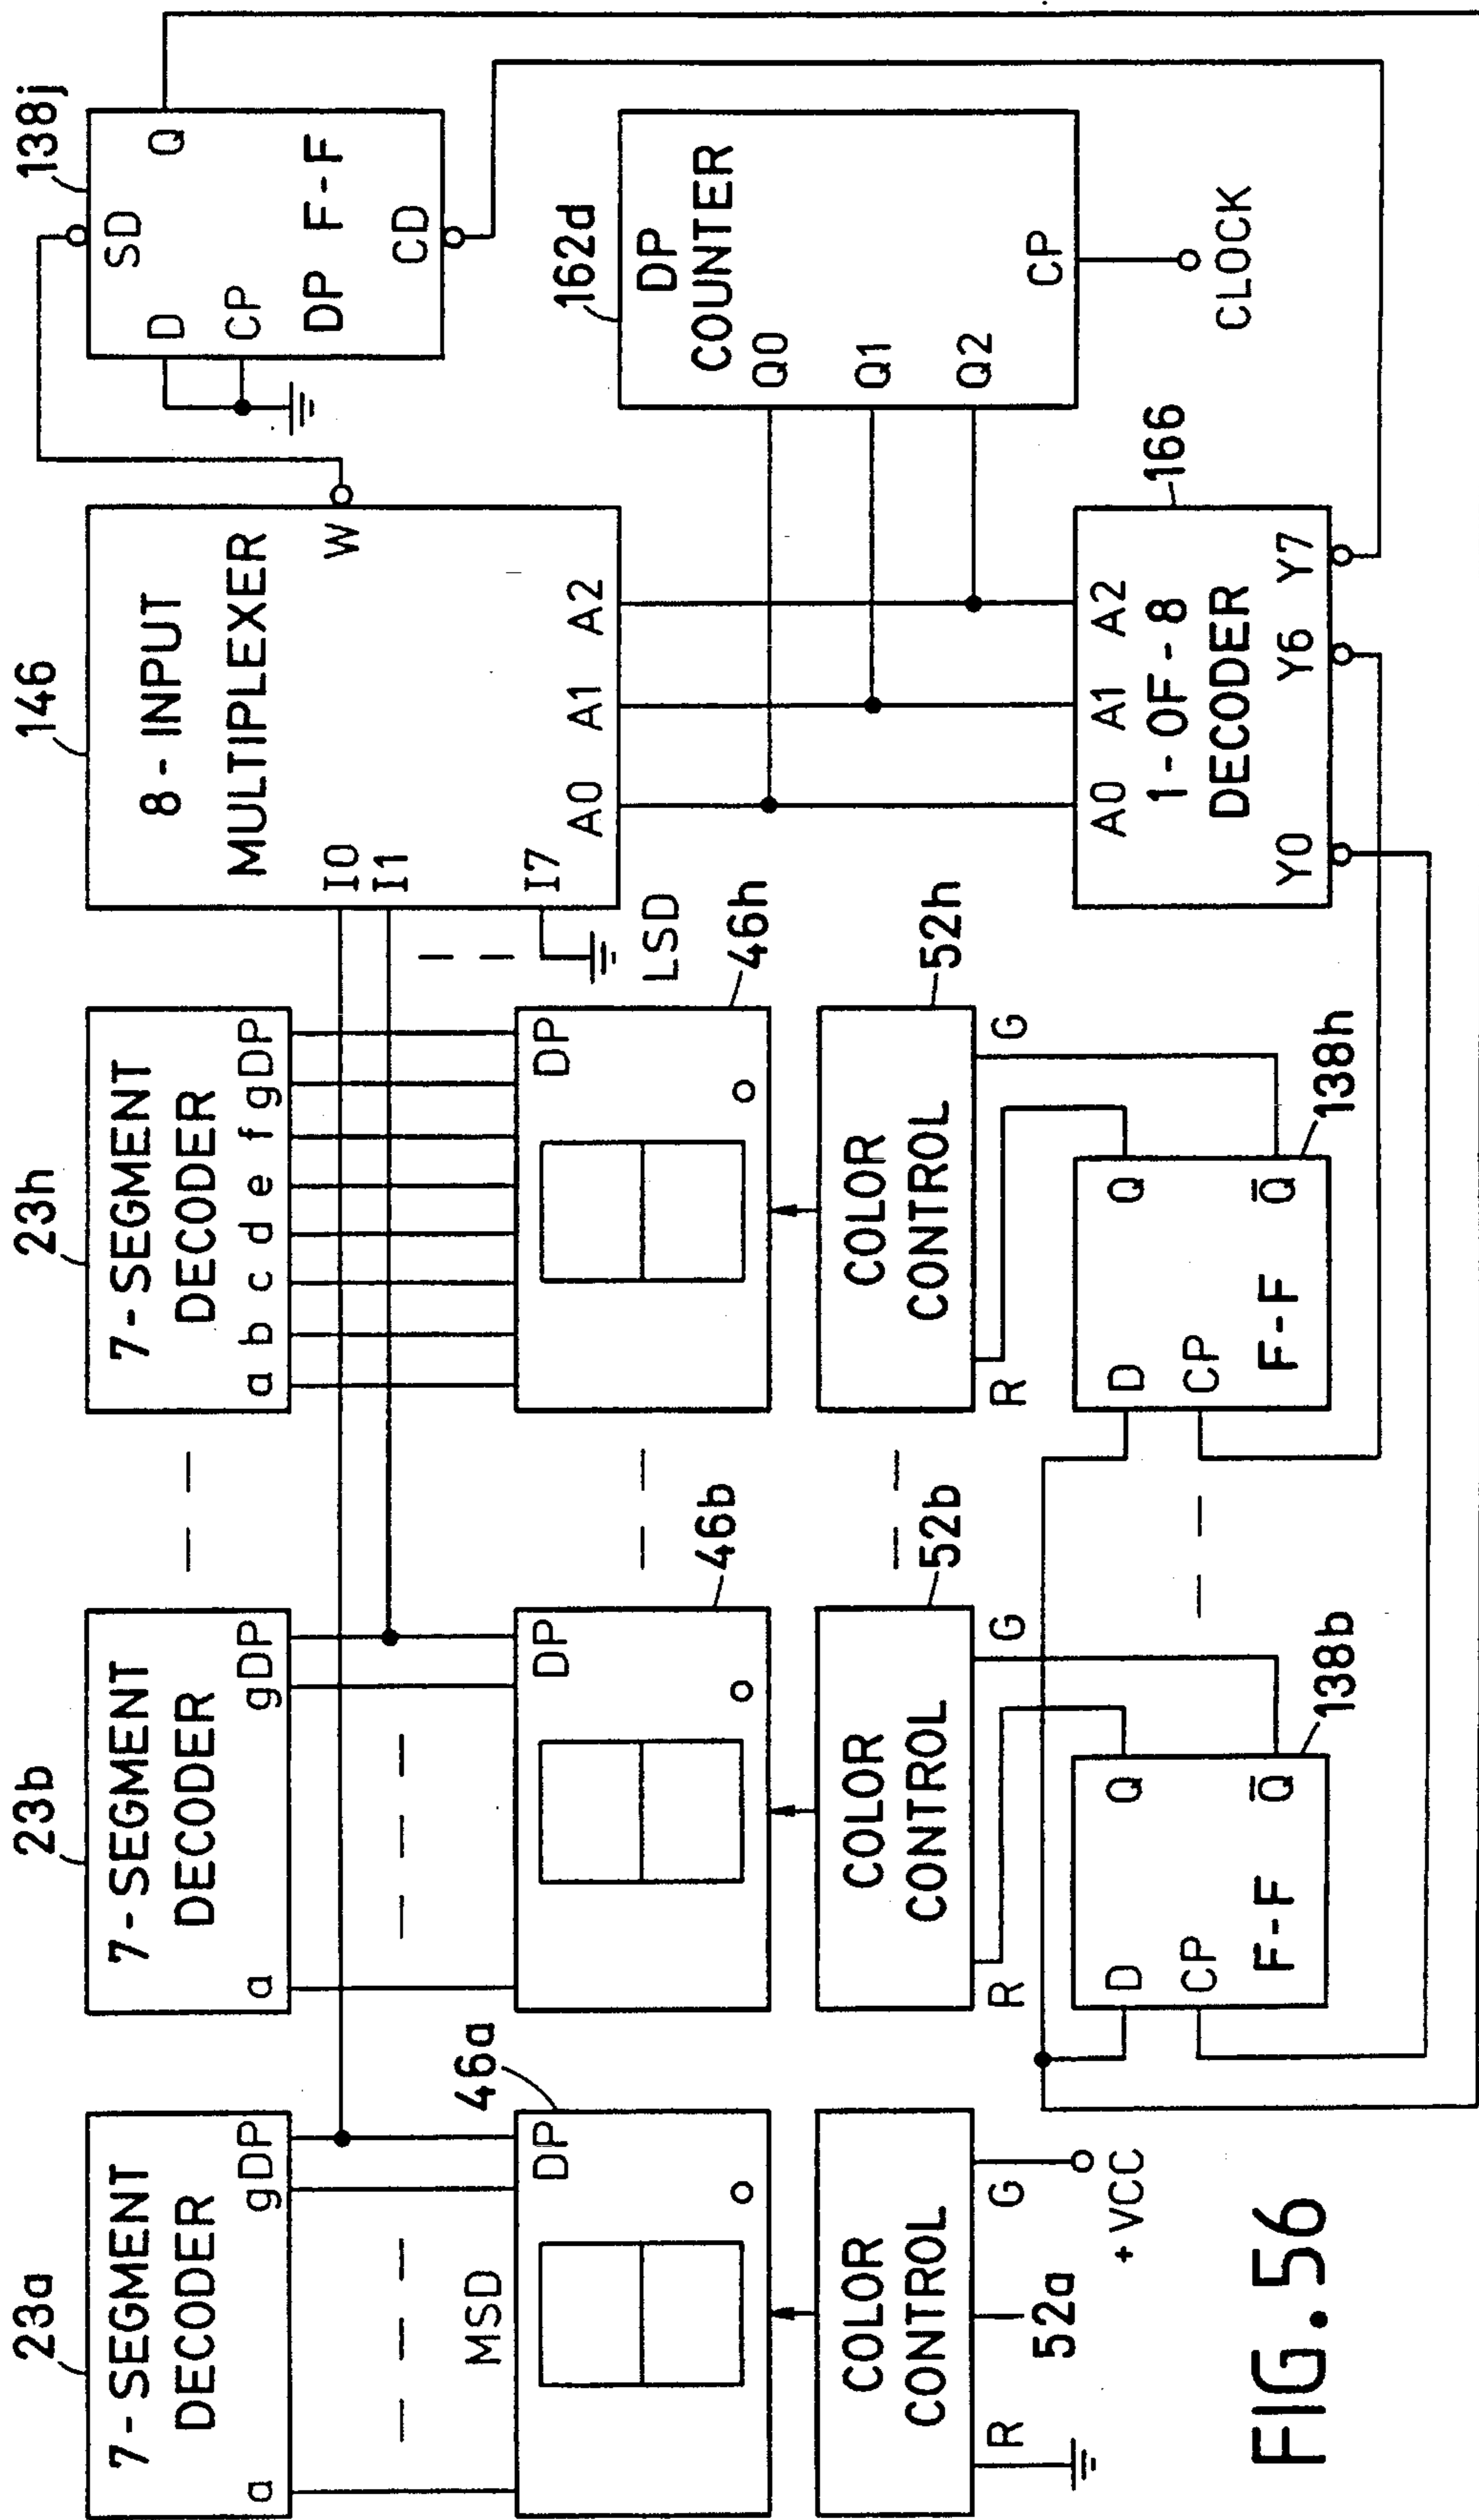 23a
7-SEGMENT
DECODER
a
gDP
23b
7-SEGMENT
DECODER
a
gDP
23h
7-SEGMENT
DECODER
a b c d e f gDP
146
8-INPUT
MULTIPLEXER
I0
I1
I7
W
A0 A1 A2
138j
SD
D
Q
CP
DP F-F
CD
MSD
46a
DP
46b
DP
46h
DP
LSD
162d
DP
COUNTER
Q0
Q1
Q2
CP
CLOCK
COLOR
CONTROL
R
52a
G
+VCC
COLOR
CONTROL
52b
R
G
COLOR
CONTROL
52h
R
G
166
A0 A1 A2
1-OF-8
DECODER
Y0 Y6 Y7
D
Q
CP
F-F
Q̅
138b
D
Q
CP
F-F
Q̅
138h
FIG. 56